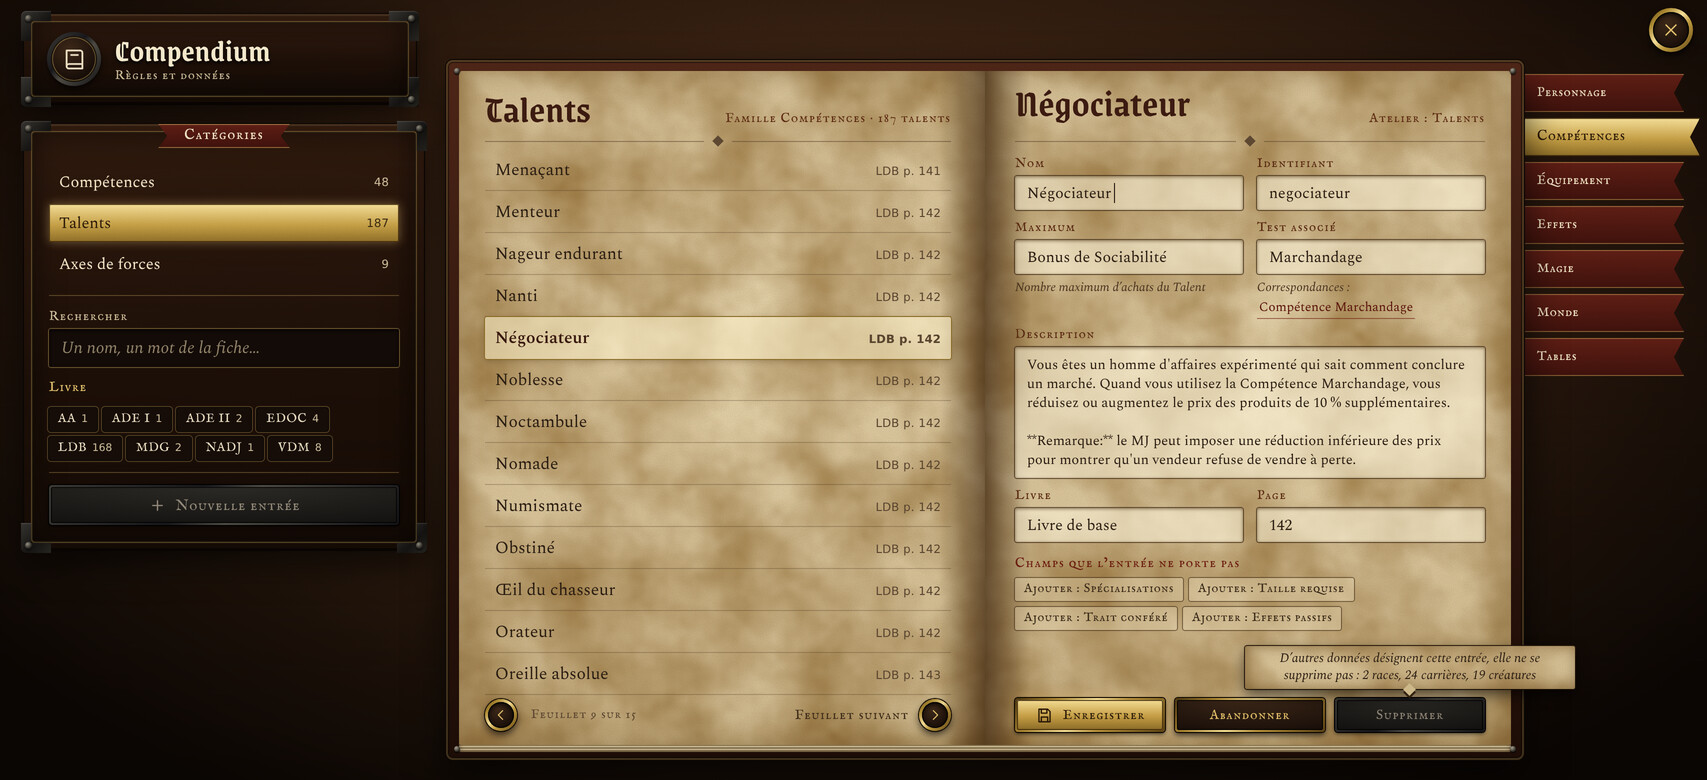 Compendium
Règles et données
Catégories
Compétences 48
Talents 187
Axes de forces 9
Rechercher
Un nom, un mot de la fiche…
Livre
AA 1 ADE I 1 ADE II 2 EDOC 4
LDB 168 MDG 2 NADJ 1 VDM 8
+ Nouvelle entrée
Talents
Famille Compétences · 187 talents
Menaçant LDB p. 141
Menteur LDB p. 142
Nageur endurant LDB p. 142
Nanti LDB p. 142
Négociateur LDB p. 142
Noblesse LDB p. 142
Noctambule LDB p. 142
Nomade LDB p. 142
Numismate LDB p. 142
Obstiné LDB p. 142
Œil du chasseur LDB p. 142
Orateur LDB p. 142
Oreille absolue LDB p. 143
Feuillet 9 sur 15
Feuillet suivant
Négociateur
Atelier : Talents
Nom Identifiant
Négociateur negociateur
Maximum Test associé
Bonus de Sociabilité Marchandage
Nombre maximum d'achats du Talent Correspondances :
Compétence Marchandage
Description
Vous êtes un homme d'affaires expérimenté qui sait comment conclure
un marché. Quand vous utilisez la Compétence Marchandage, vous
réduisez ou augmentez le prix des produits de 10 % supplémentaires.
**Remarque:** le MJ peut imposer une réduction inférieure des prix
pour montrer qu'un vendeur refuse de vendre à perte.
Livre Page
Livre de base 142
Champs que l'entrée ne porte pas
Ajouter : Spécialisations Ajouter : Taille requise
Ajouter : Trait conféré Ajouter : Effets passifs
D'autres données désignent cette entrée, elle ne se
supprime pas : 2 races, 24 carrières, 19 créatures
Enregistrer Abandonner Supprimer
Personnage
Compétences
Équipement
Effets
Magie
Monde
Tables